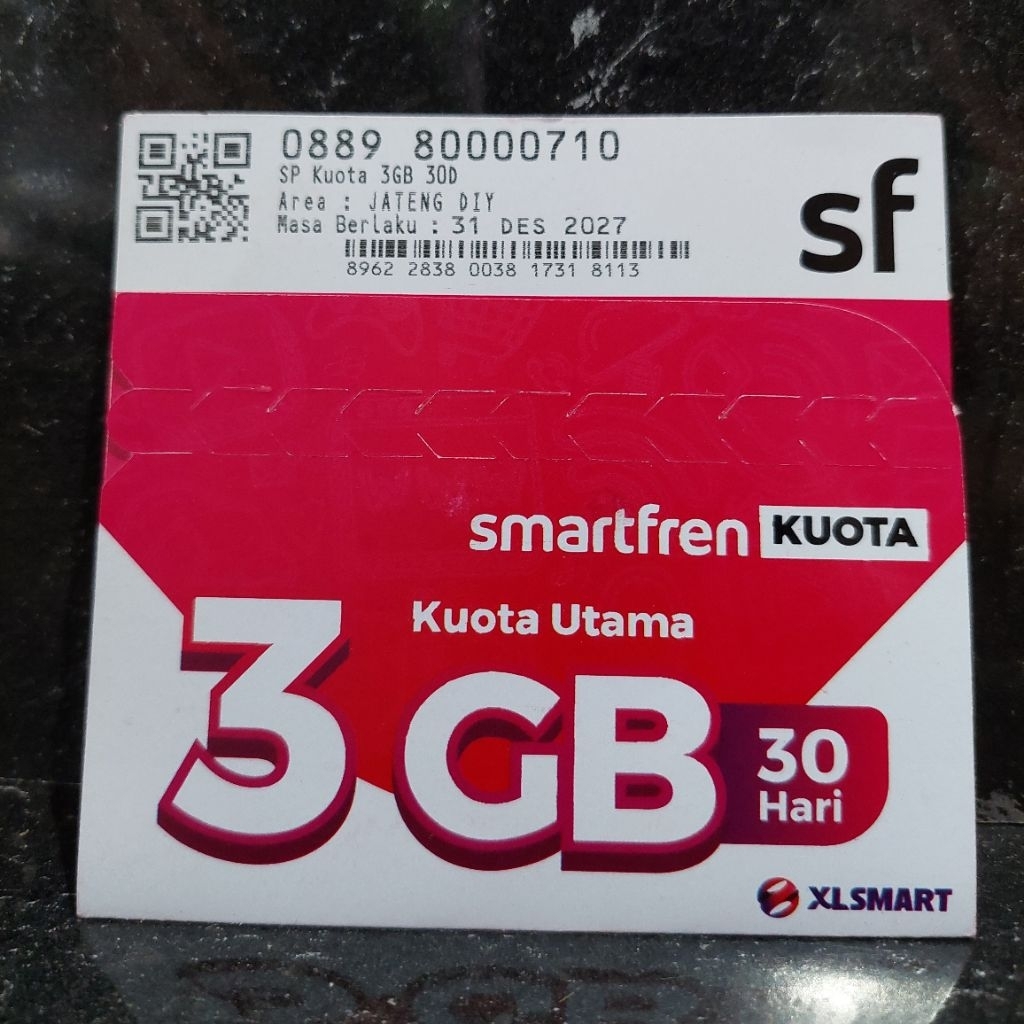 0889 80000710
SP Kuota 3GB 30D
Area : JATENG DIY
Masa Berlaku : 31 DES 2027
8962 2838 0038 1731 8113
sf
smartfren KUOTA
Kuota Utama
3 GB
30
Hari
XLSMART